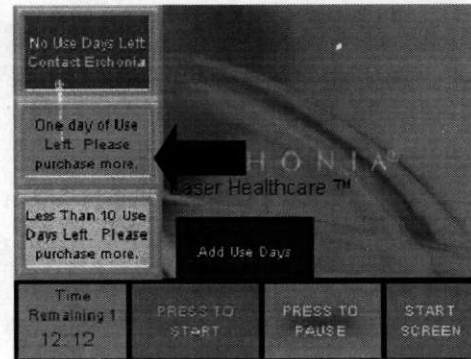 No Use Days Left
Contact Erchonia
One day of Use
Left. Please
purchase more.
HONIA®
Laser Healthcare ™
Less Than 10 Use
Days Left. Please
purchase more.
Add Use Days
Time
Remaining 1
12:12
PRESS TO
START
PRESS TO
PAUSE
START
SCREEN